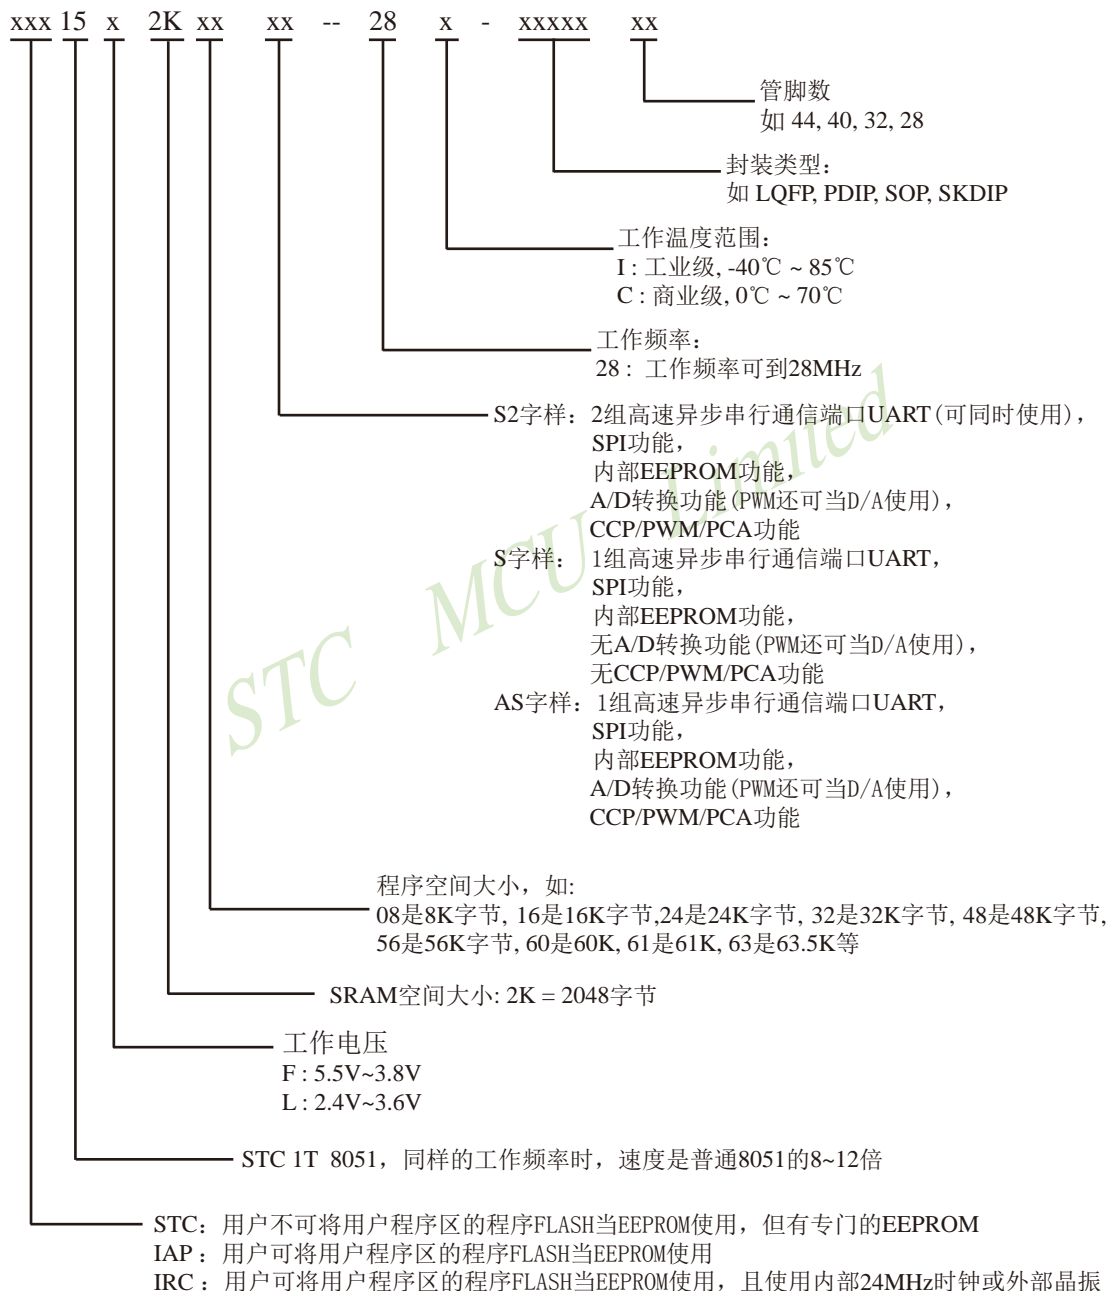 xxx 15 x 2K xx xx -- 28 x - xxxxx xx
管脚数
如 44, 40, 32, 28
封装类型：
如 LQFP, PDIP, SOP, SKDIP
工作温度范围：
I : 工业级, -40℃ ~ 85℃
C : 商业级, 0℃ ~ 70℃
工作频率：
28 : 工作频率可到28MHz
S2字样：2组高速异步串行通信端口UART(可同时使用)，
SPI功能，
内部EEPROM功能，
A/D转换功能(PWM还可当D/A使用)，
CCP/PWM/PCA功能
S字样： 1组高速异步串行通信端口UART，
SPI功能，
内部EEPROM功能，
无A/D转换功能(PWM还可当D/A使用)，
无CCP/PWM/PCA功能
AS字样：1组高速异步串行通信端口UART，
SPI功能，
内部EEPROM功能，
A/D转换功能(PWM还可当D/A使用)，
CCP/PWM/PCA功能
STC MCU Limited
程序空间大小，如:
08是8K字节, 16是16K字节,24是24K字节, 32是32K字节, 48是48K字节,
56是56K字节, 60是60K, 61是61K, 63是63.5K等
SRAM空间大小: 2K = 2048字节
工作电压
F : 5.5V~3.8V
L : 2.4V~3.6V
STC 1T 8051，同样的工作频率时，速度是普通8051的8~12倍
STC：用户不可将用户程序区的程序FLASH当EEPROM使用，但有专门的EEPROM
IAP：用户可将用户程序区的程序FLASH当EEPROM使用
IRC：用户可将用户程序区的程序FLASH当EEPROM使用，且使用内部24MHz时钟或外部晶振